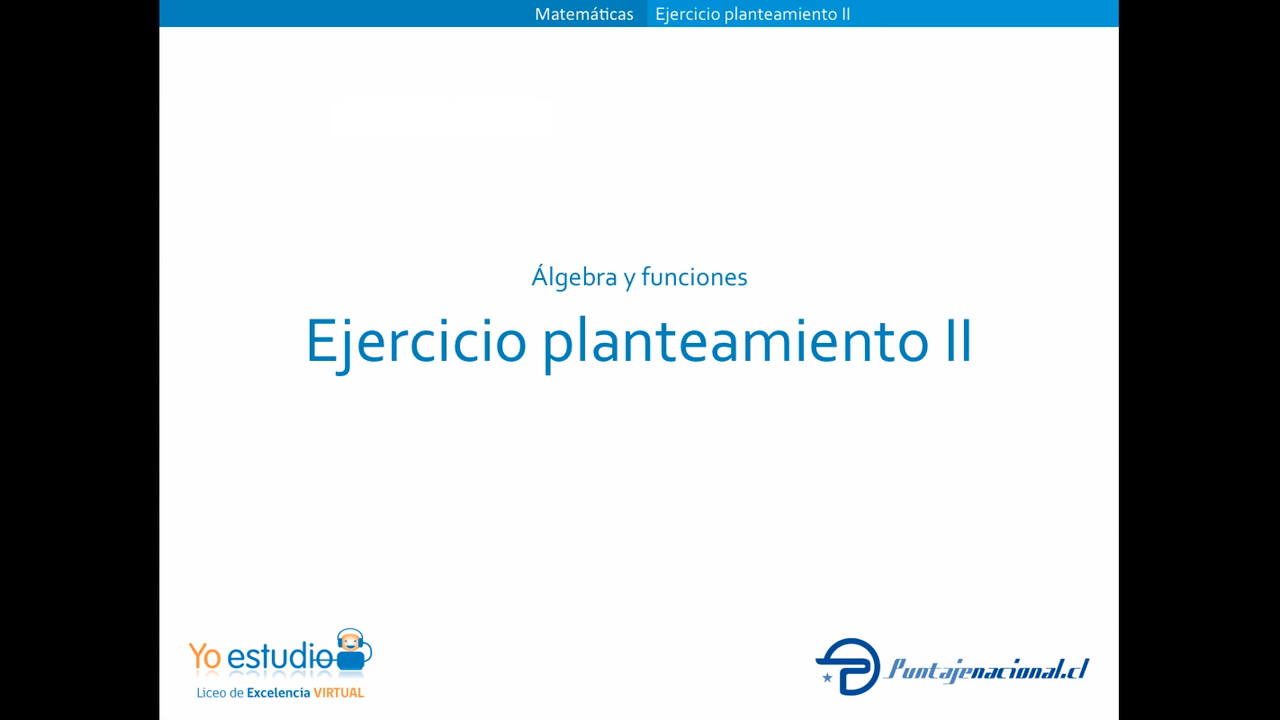 Matemáticas Ejercicio planteamiento II
Álgebra y funciones
Ejercicio planteamiento II
Yo estudio
Liceo de Excelencia VIRTUAL
Puntajenacional.cl